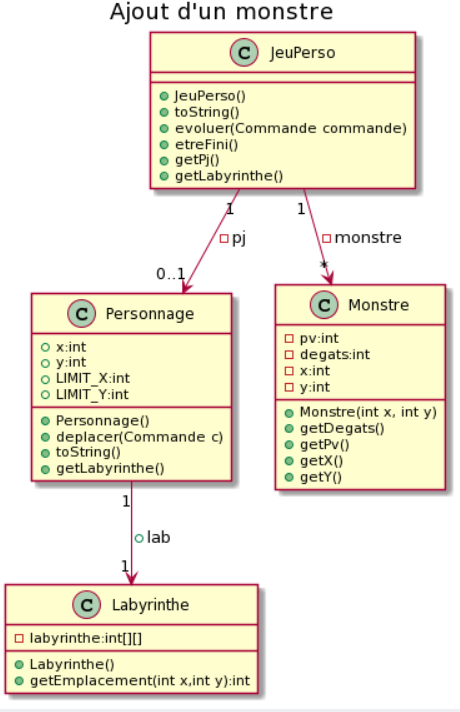 Ajout d'un monstre
C JeuPerso
JeuPerso()
toString()
evoluer(Commande commande)
etreFini()
getPj()
getLabyrinthe()
1
1
pj
monstre
0..1
*
C Personnage
x:int
y:int
LIMIT_X:int
LIMIT_Y:int
Personnage()
deplacer(Commande c)
toString()
getLabyrinthe()
C Monstre
pv:int
degats:int
x:int
y:int
Monstre(int x, int y)
getDegats()
getPv()
getX()
getY()
1
lab
1
C Labyrinthe
labyrinthe:int[][]
Labyrinthe()
getEmplacement(int x,int y):int